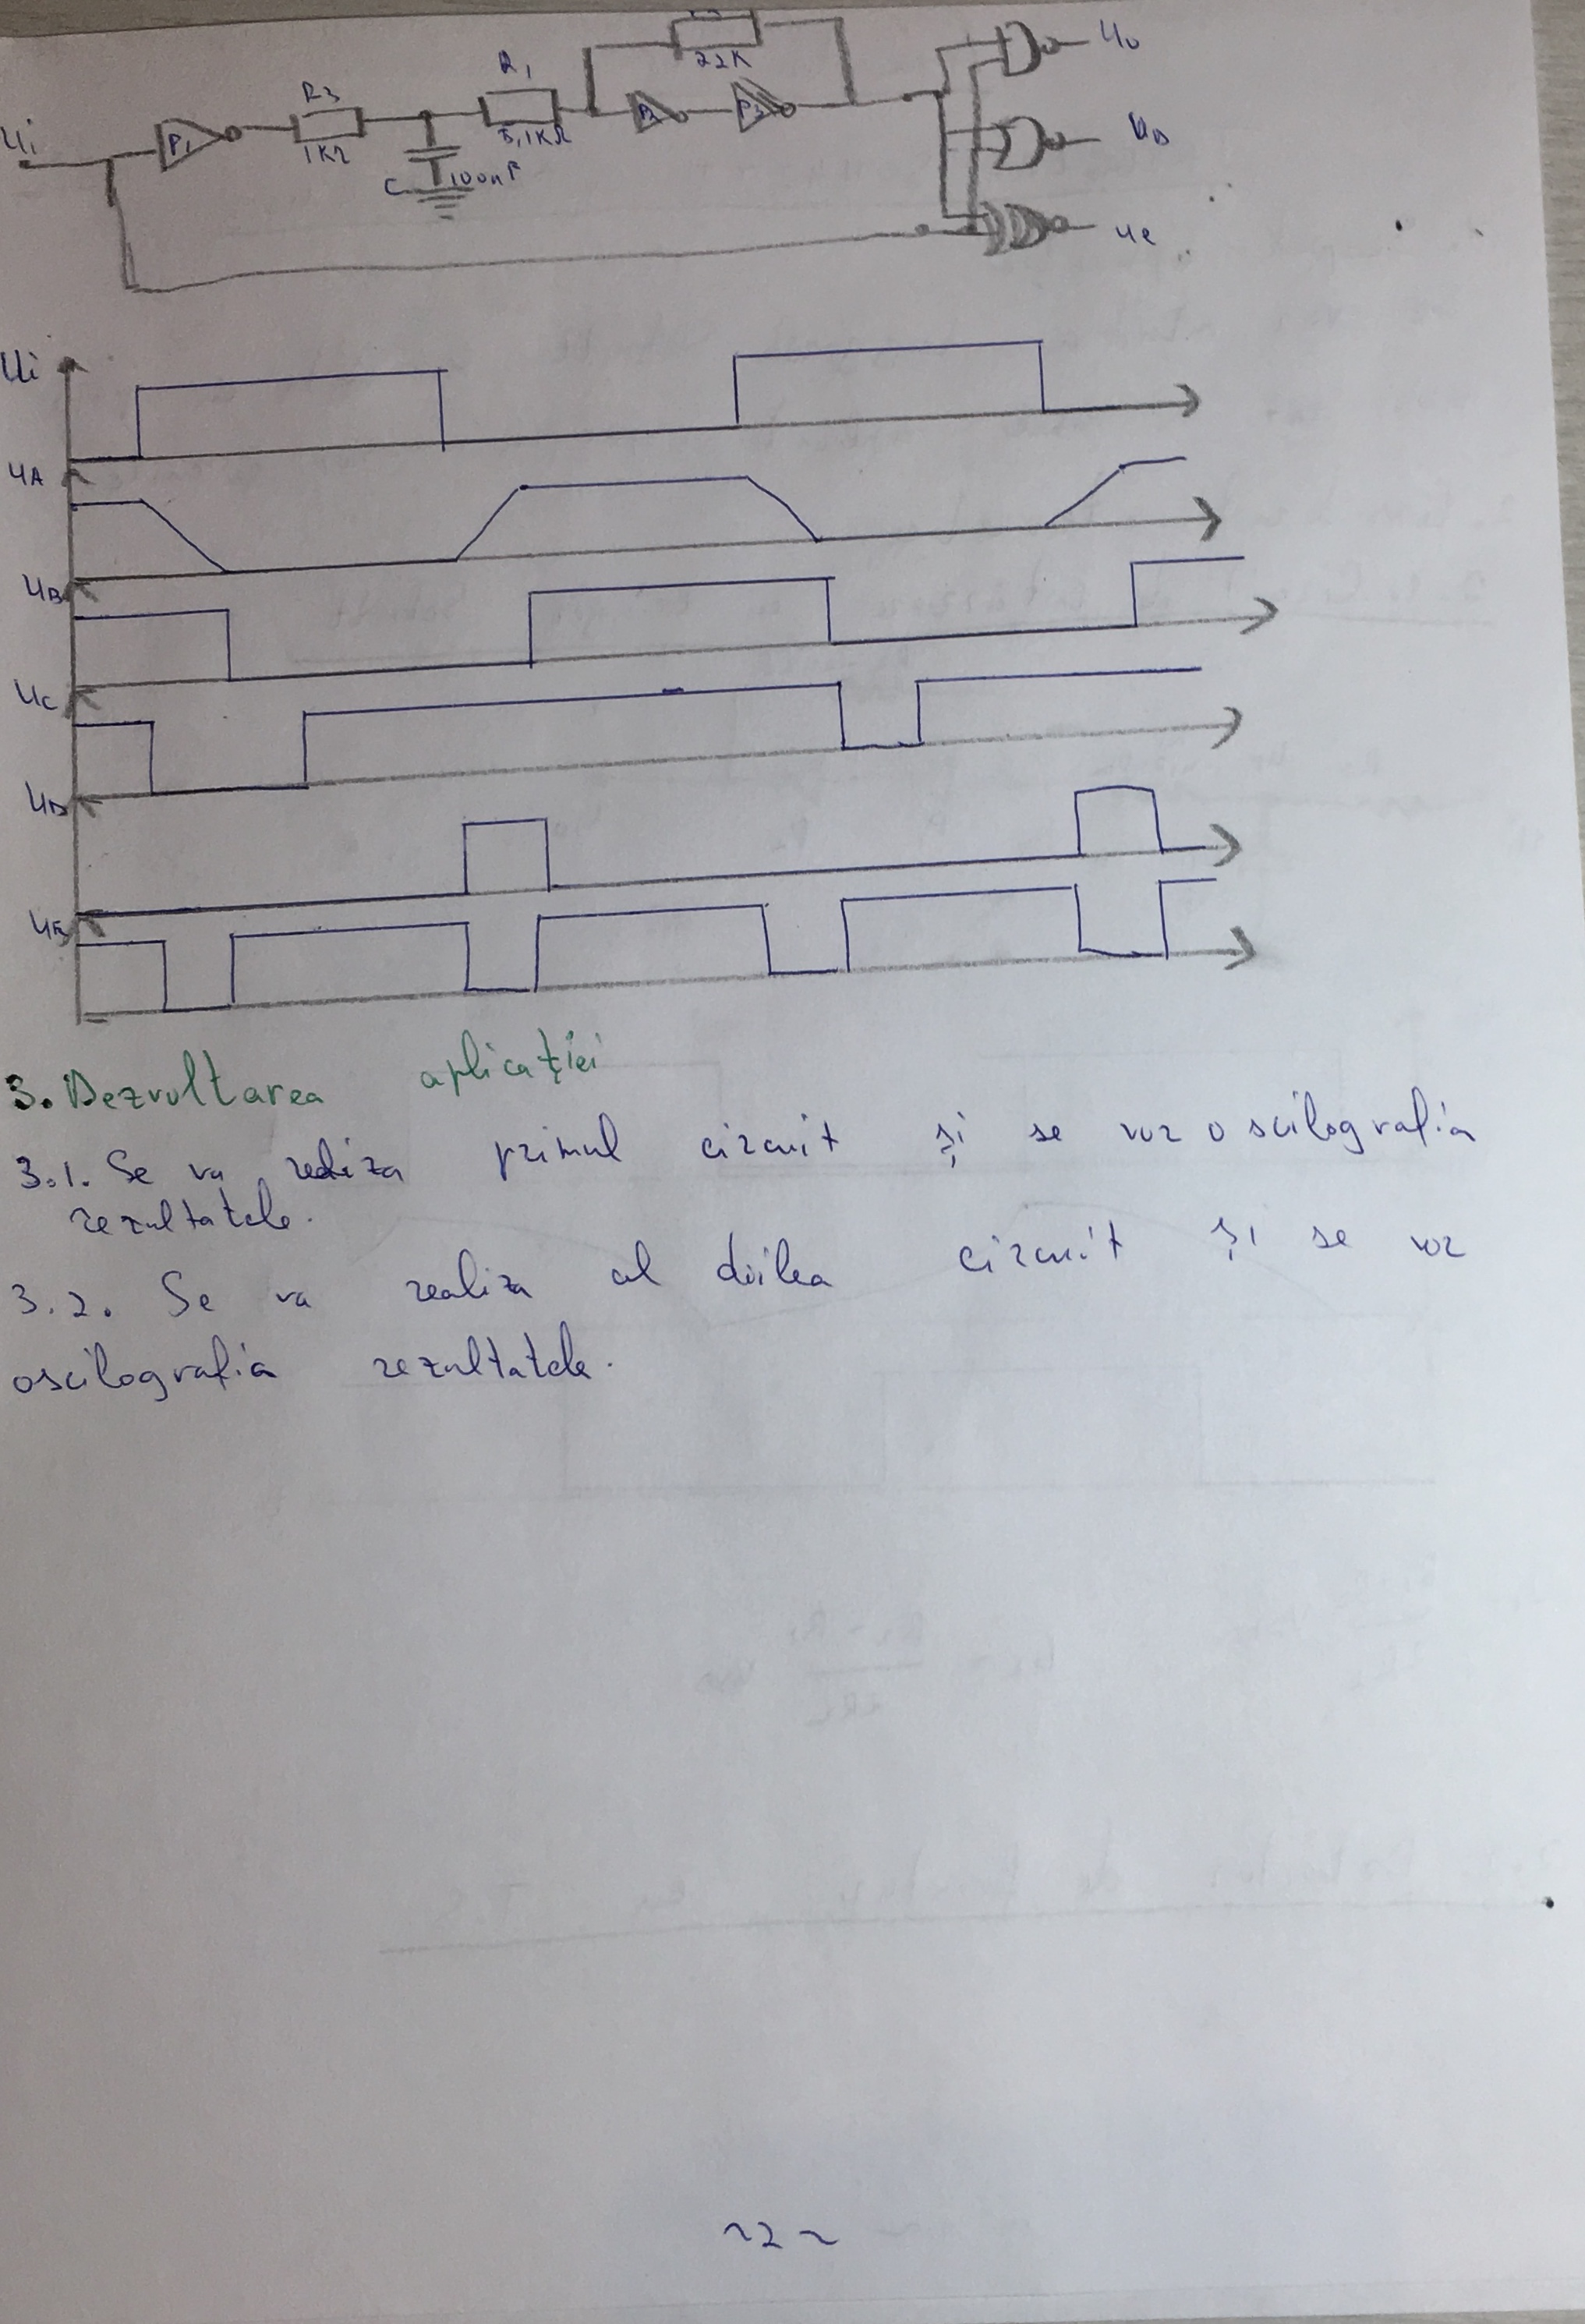 22K
U0
R1
R3
Ui
P1
1KΩ
5,1KΩ
P2
P3
UD
C
100nF
Ue
Ui
UA
UB
UC
UD
UE
3. Dezvoltarea aplicației
3.1. Se va realiza primul circuit și se vor oscilografia
rezultatele.
3.2. Se va realiza al doilea circuit și se vor
oscilografia rezultatele.
~2~